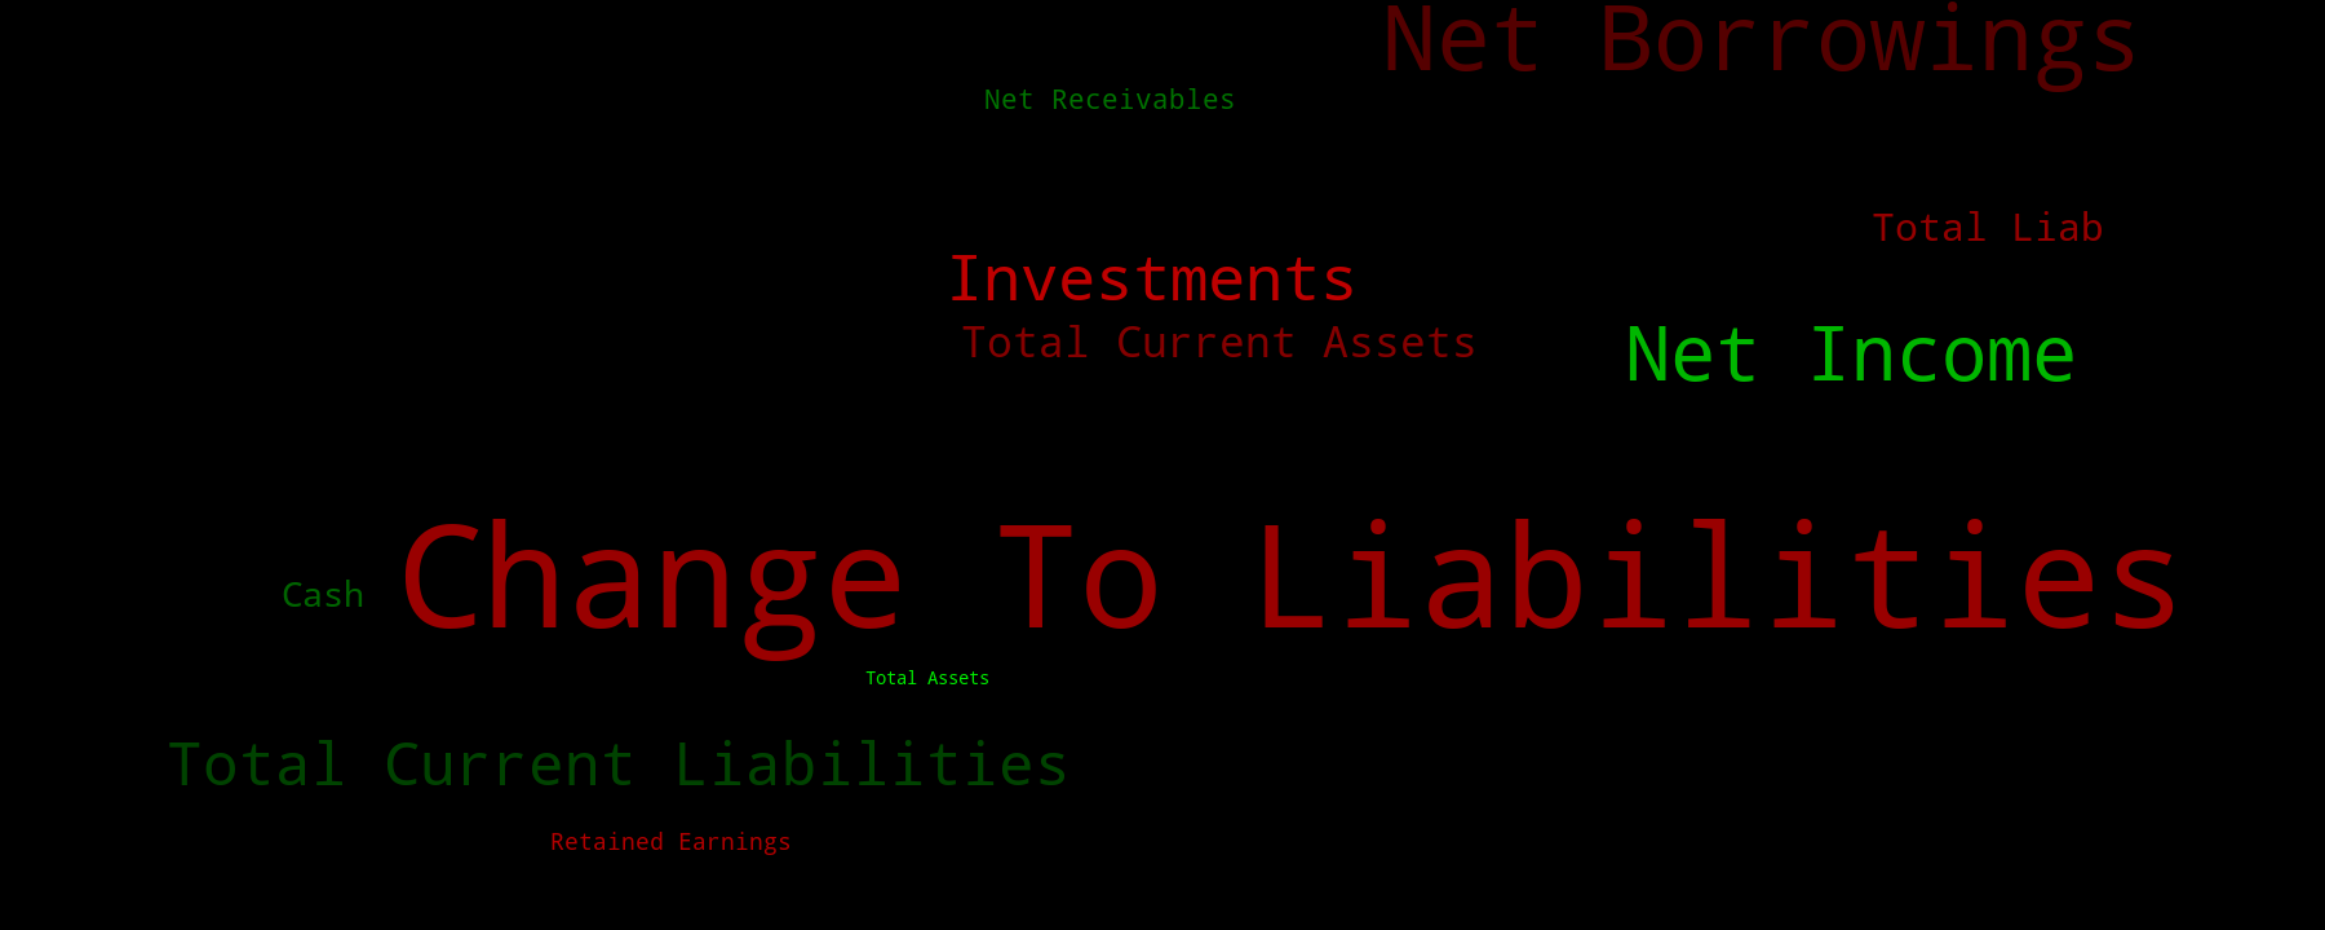 Net Borrowings
Net Receivables
Total Liab
Investments
Total Current Assets
Net Income
Cash
Change To Liabilities
Total Assets
Total Current Liabilities
Retained Earnings